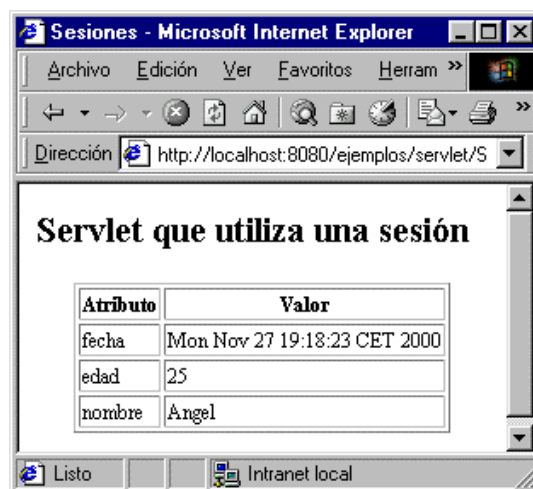 Sesiones - Microsoft Internet Explorer
Archivo Edición Ver Favoritos Herram »
»
Dirección http://localhost:8080/ejemplos/servlet/S
Servlet que utiliza una sesión
Atributo Valor
fecha Mon Nov 27 19:18:23 CET 2000
edad 25
nombre Angel
Listo Intranet local